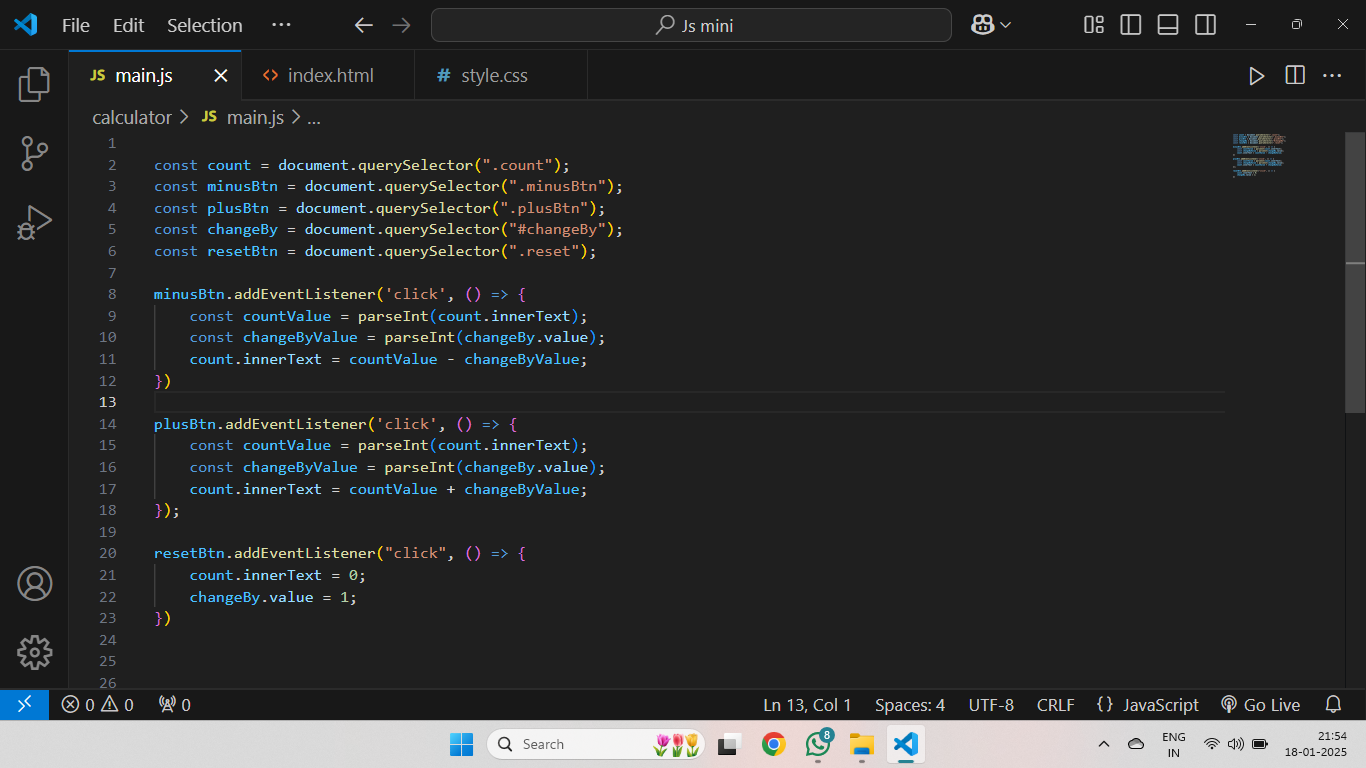 File Edit Selection ··· Js mini
JS main.js index.html # style.css
calculator > JS main.js > ...
1
2 const count = document.querySelector(".count");
3 const minusBtn = document.querySelector(".minusBtn");
4 const plusBtn = document.querySelector(".plusBtn");
5 const changeBy = document.querySelector("#changeBy");
6 const resetBtn = document.querySelector(".reset");
7
8 minusBtn.addEventListener('click', () => {
9     const countValue = parseInt(count.innerText);
10     const changeByValue = parseInt(changeBy.value);
11     count.innerText = countValue - changeByValue;
12 })
13
14 plusBtn.addEventListener('click', () => {
15     const countValue = parseInt(count.innerText);
16     const changeByValue = parseInt(changeBy.value);
17     count.innerText = countValue + changeByValue;
18 });
19
20 resetBtn.addEventListener("click", () => {
21     count.innerText = 0;
22     changeBy.value = 1;
23 })
24
25
26
0 0 0 Ln 13, Col 1 Spaces: 4 UTF-8 CRLF {} JavaScript Go Live
Search 8 ENG 21:54
IN 18-01-2025